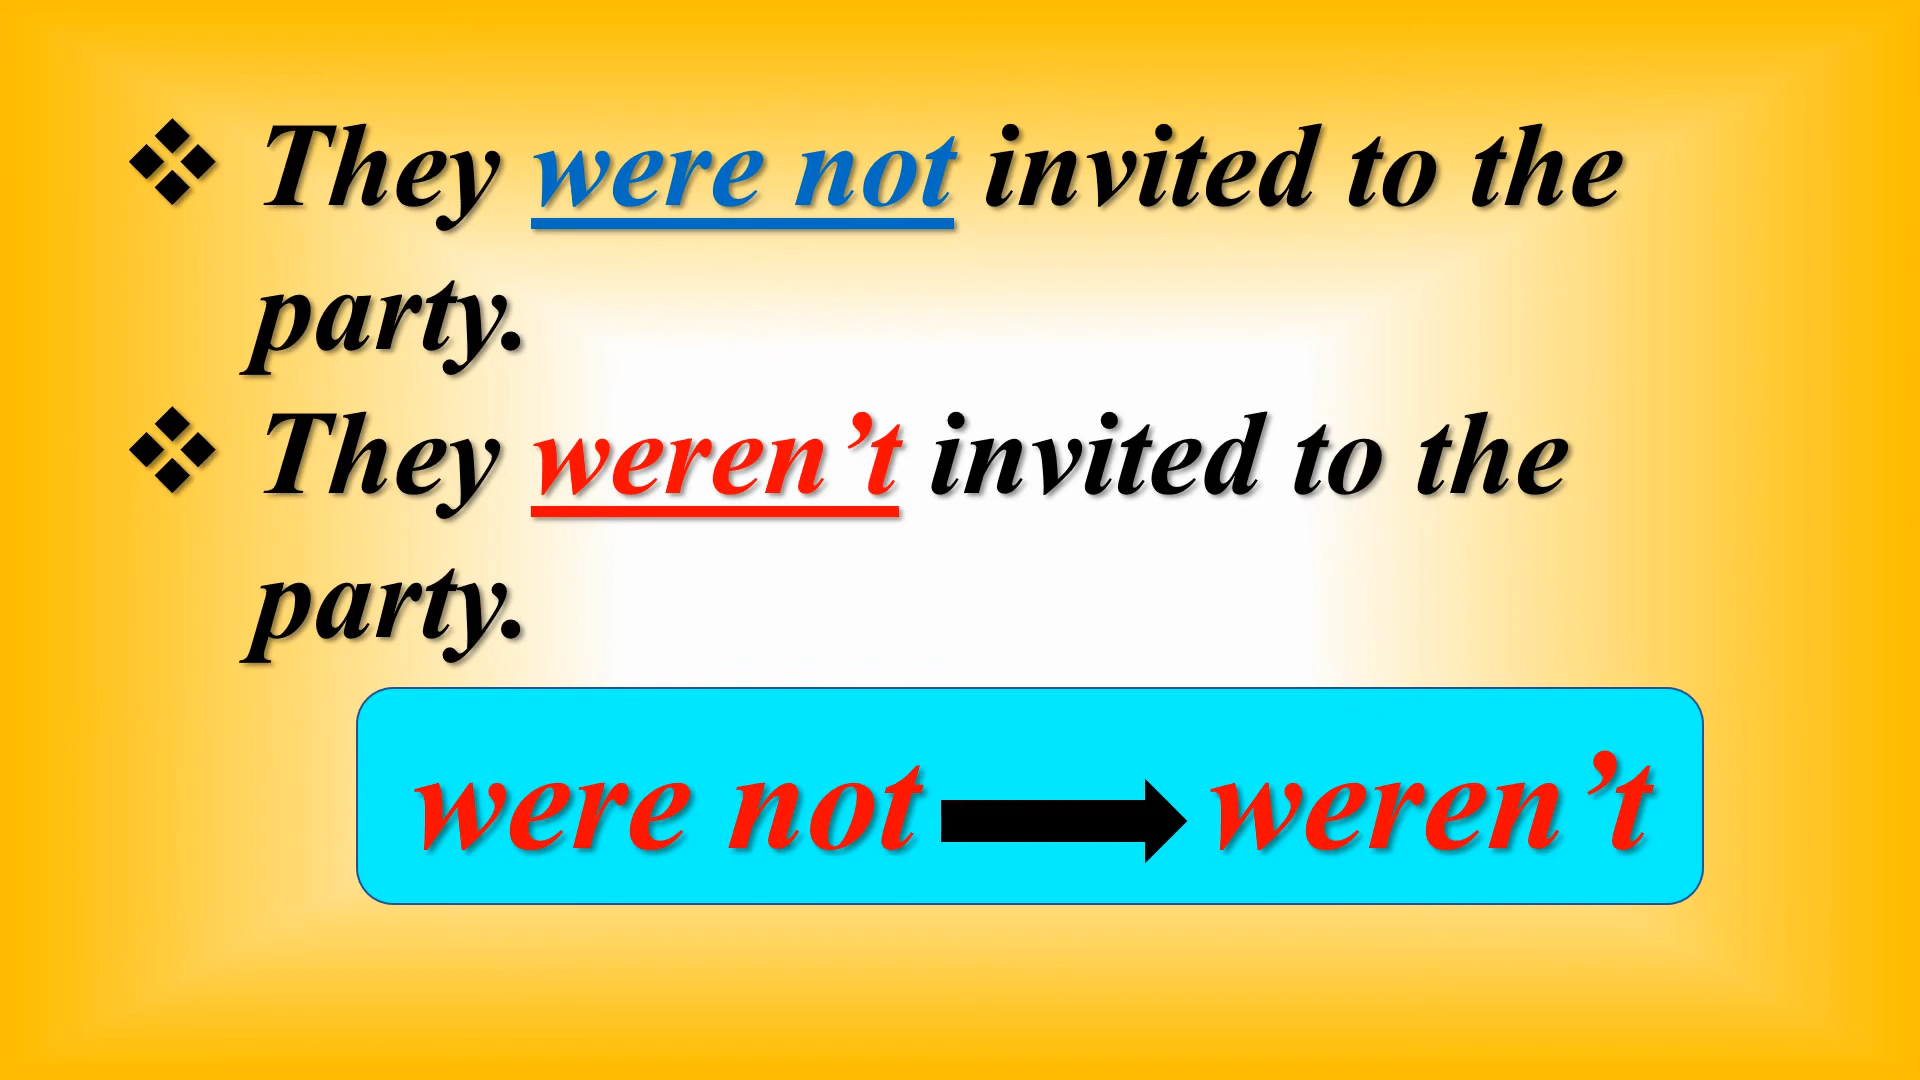 ❖ They were not invited to the
party.
❖ They weren’t invited to the
party.
were not → weren’t